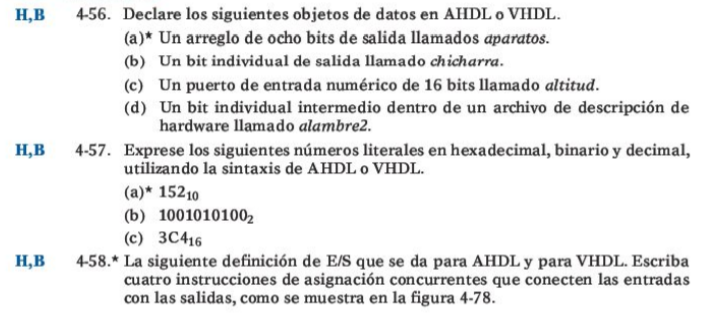 H,B 4-56. Declare los siguientes objetos de datos en AHDL o VHDL.
(a)* Un arreglo de ocho bits de salida llamados aparatos.
(b) Un bit individual de salida llamado chicharra.
(c) Un puerto de entrada numérico de 16 bits llamado altitud.
(d) Un bit individual intermedio dentro de un archivo de descripción de
hardware llamado alambre2.
H,B 4-57. Exprese los siguientes números literales en hexadecimal, binario y decimal,
utilizando la sintaxis de AHDL o VHDL.
(a)* 152₁₀
(b) 1001010100₂
(c) 3C4₁₆
H,B 4-58.* La siguiente definición de E/S que se da para AHDL y para VHDL. Escriba
cuatro instrucciones de asignación concurrentes que conecten las entradas
con las salidas, como se muestra en la figura 4-78.